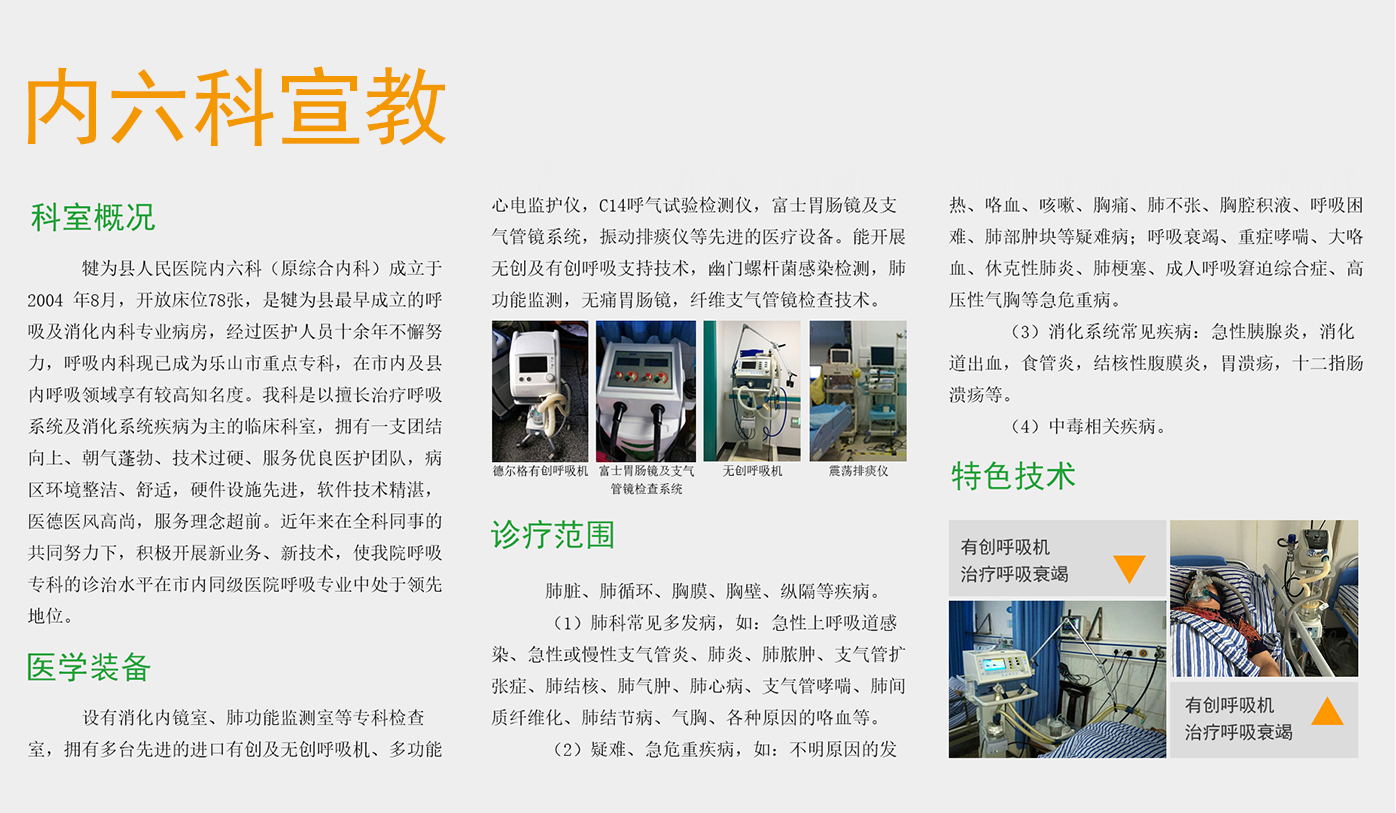 内六科宣教
科室概况
犍为县人民医院内六科（原综合内科）成立于
2004 年8月，开放床位78张，是犍为县最早成立的呼
吸及消化内科专业病房，经过医护人员十余年不懈努
力，呼吸内科现已成为乐山市重点专科，在市内及县
内呼吸领域享有较高知名度。我科是以擅长治疗呼吸
系统及消化系统疾病为主的临床科室，拥有一支团结
向上、朝气蓬勃、技术过硬、服务优良医护团队，病
区环境整洁、舒适，硬件设施先进，软件技术精湛，
医德医风高尚，服务理念超前。近年来在全科同事的
共同努力下，积极开展新业务、新技术，使我院呼吸
专科的诊治水平在市内同级医院呼吸专业中处于领先
地位。
医学装备
设有消化内镜室、肺功能监测室等专科检查
室，拥有多台先进的进口有创及无创呼吸机、多功能
心电监护仪，C14呼气试验检测仪，富士胃肠镜及支
气管镜系统，振动排痰仪等先进的医疗设备。能开展
无创及有创呼吸支持技术，幽门螺杆菌感染检测，肺
功能监测，无痛胃肠镜，纤维支气管镜检查技术。
德尔格有创呼吸机
富士胃肠镜及支气
管镜检查系统
无创呼吸机
震荡排痰仪
诊疗范围
肺脏、肺循环、胸膜、胸壁、纵隔等疾病。
（1）肺科常见多发病，如：急性上呼吸道感
染、急性或慢性支气管炎、肺炎、肺脓肿、支气管扩
张症、肺结核、肺气肿、肺心病、支气管哮喘、肺间
质纤维化、肺结节病、气胸、各种原因的咯血等。
（2）疑难、急危重疾病，如：不明原因的发
热、咯血、咳嗽、胸痛、肺不张、胸腔积液、呼吸困
难、肺部肿块等疑难病；呼吸衰竭、重症哮喘、大咯
血、休克性肺炎、肺梗塞、成人呼吸窘迫综合症、高
压性气胸等急危重病。
（3）消化系统常见疾病：急性胰腺炎，消化
道出血，食管炎，结核性腹膜炎，胃溃疡，十二指肠
溃疡等。
（4）中毒相关疾病。
特色技术
有创呼吸机
治疗呼吸衰竭
有创呼吸机
治疗呼吸衰竭